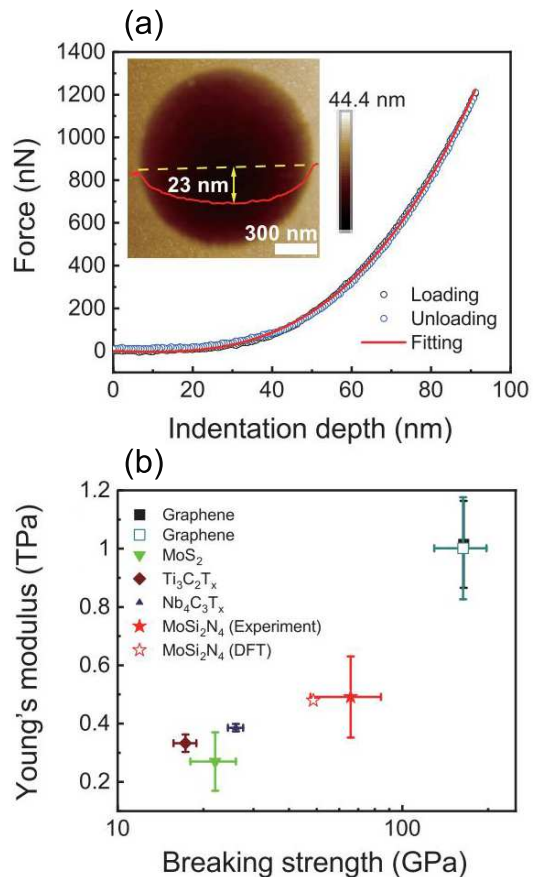 (a)
1400
1200
1000
800
600
400
200
0
Force (nN)
44.4 nm
23 nm
300 nm
Loading
Unloading
Fitting
0 20 40 60 80 100
Indentation depth (nm)
(b)
1.2
1
0.8
0.6
0.4
0.2
Young's modulus (TPa)
Graphene
Graphene
MoS₂
Ti₃C₂Tₓ
Nb₄C₃Tₓ
MoSi₂N₄ (Experiment)
MoSi₂N₄ (DFT)
10 100
Breaking strength (GPa)